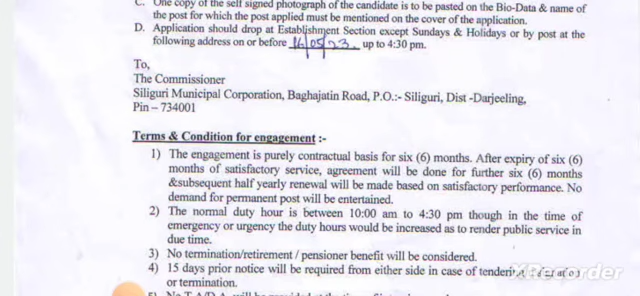 C. One copy of the self signed photograph of the candidate is to be pasted on the Bio-Data & name of
the post for which the post applied must be mentioned on the cover of the application.
D. Application should drop at Establishment Section except Sundays & Holidays or by post at the
following address on or before 16/05/23 up to 4:30 pm.
To,
The Commissioner
Siliguri Municipal Corporation, Baghajatin Road, P.O.:- Siliguri, Dist -Darjeeling,
Pin – 734001
Terms & Condition for engagement :-
1) The engagement is purely contractual basis for six (6) months. After expiry of six (6)
months of satisfactory service, agreement will be done for further six (6) months
&subsequent half yearly renewal will be made based on satisfactory performance. No
demand for permanent post will be entertained.
2) The normal duty hour is between 10:00 am to 4:30 pm though in the time of
emergency or urgency the duty hours would be increased as to render public service in
due time.
3) No termination/retirement / pensioner benefit will be considered.
4) 15 days prior notice will be required from either side in case of
or termination.
XRecorder